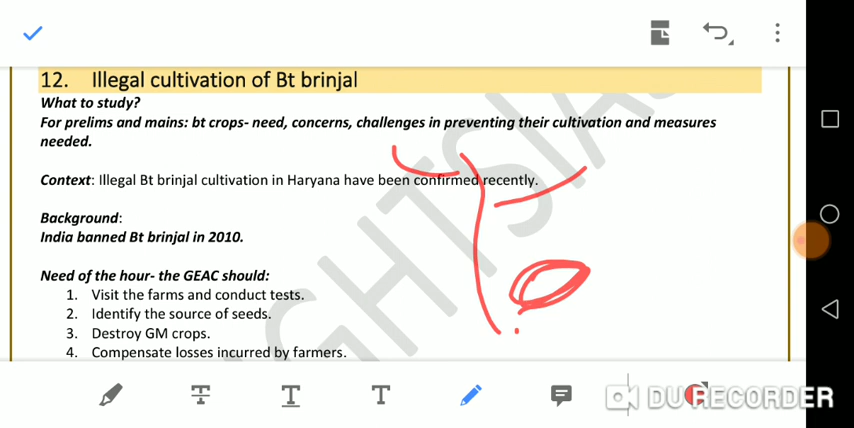 12. Illegal cultivation of Bt brinjal
What to study?
For prelims and mains: bt crops- need, concerns, challenges in preventing their cultivation and measures
needed.
Context: Illegal Bt brinjal cultivation in Haryana have been confirmed recently.
Background:
India banned Bt brinjal in 2010.
Need of the hour- the GEAC should:
1. Visit the farms and conduct tests.
2. Identify the source of seeds.
3. Destroy GM crops.
4. Compensate losses incurred by farmers.
GHTSIAS
T T T
DU RECORDER